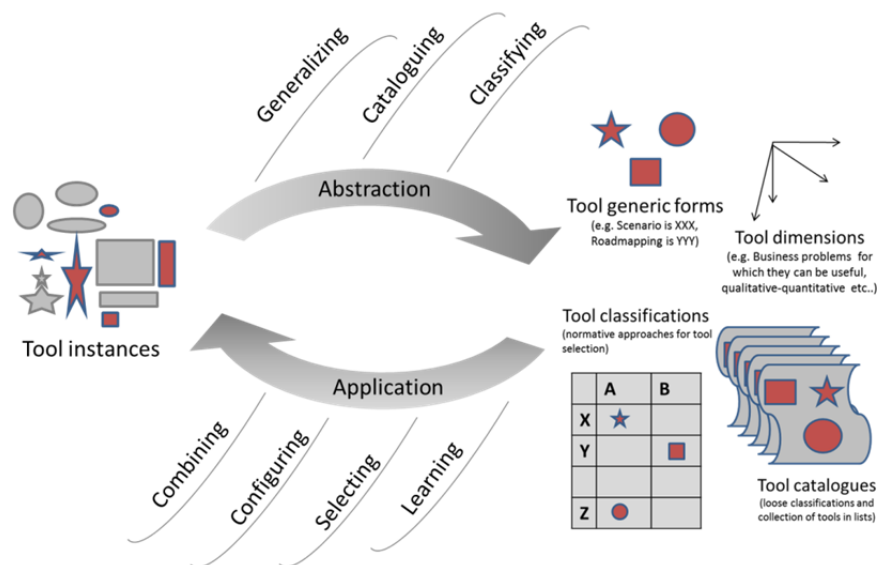 Generalizing
Cataloguing
Classifying
Abstraction
Tool instances
Tool generic forms
(e.g. Scenario is XXX,
Roadmapping is YYY)
Tool dimensions
(e.g. Business problems for
which they can be useful,
qualitative-quantitative etc..)
Application
Combining
Configuring
Selecting
Learning
Tool classifications
(normative approaches for tool
selection)
A B
X
Y
Z
Tool catalogues
(loose classifications and
collection of tools in lists)